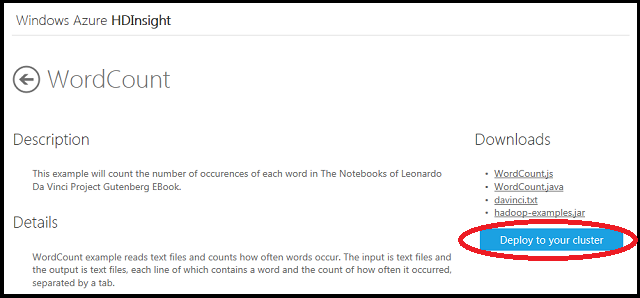 Windows Azure HDInsight
WordCount
Description
This example will count the number of occurences of each word in The Notebooks of Leonardo
Da Vinci Project Gutenberg EBook.
Details
WordCount example reads text files and counts how often words occur. The input is text files and
the output is text files, each line of which contains a word and the count of how often it occurred,
separated by a tab.
Downloads
WordCount.js
WordCount.java
davinci.txt
hadoop-examples.jar
Deploy to your cluster